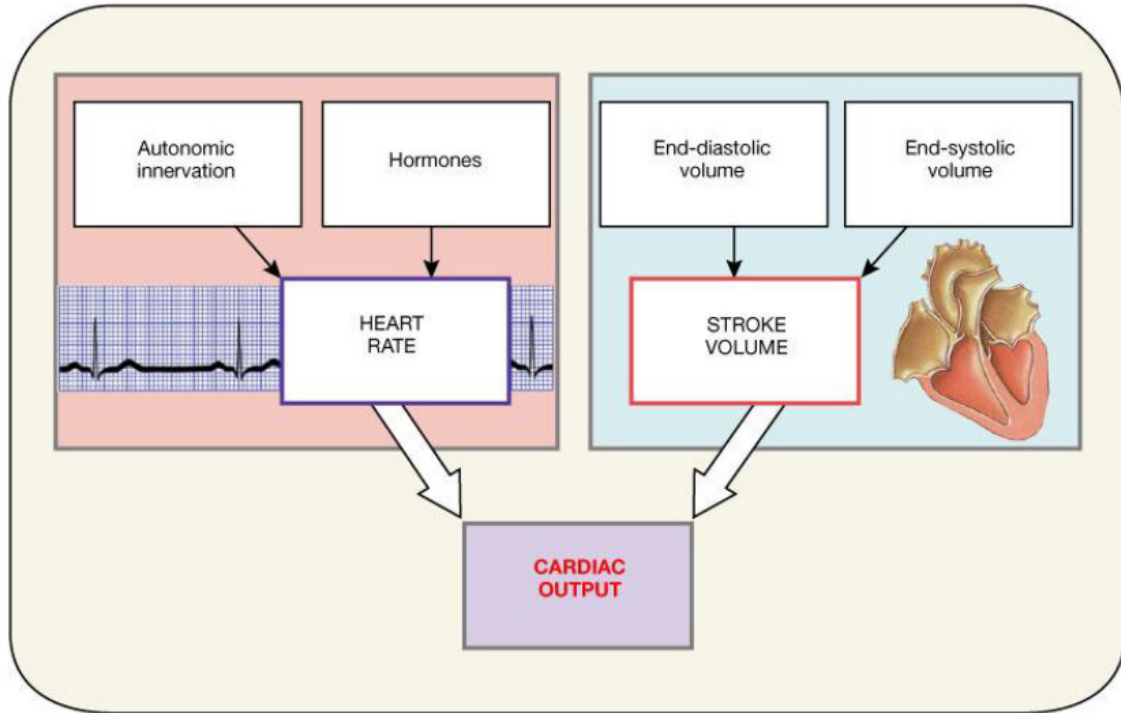 Autonomic
innervation
Hormones
End-diastolic
volume
End-systolic
volume
HEART
RATE
STROKE
VOLUME
CARDIAC
OUTPUT